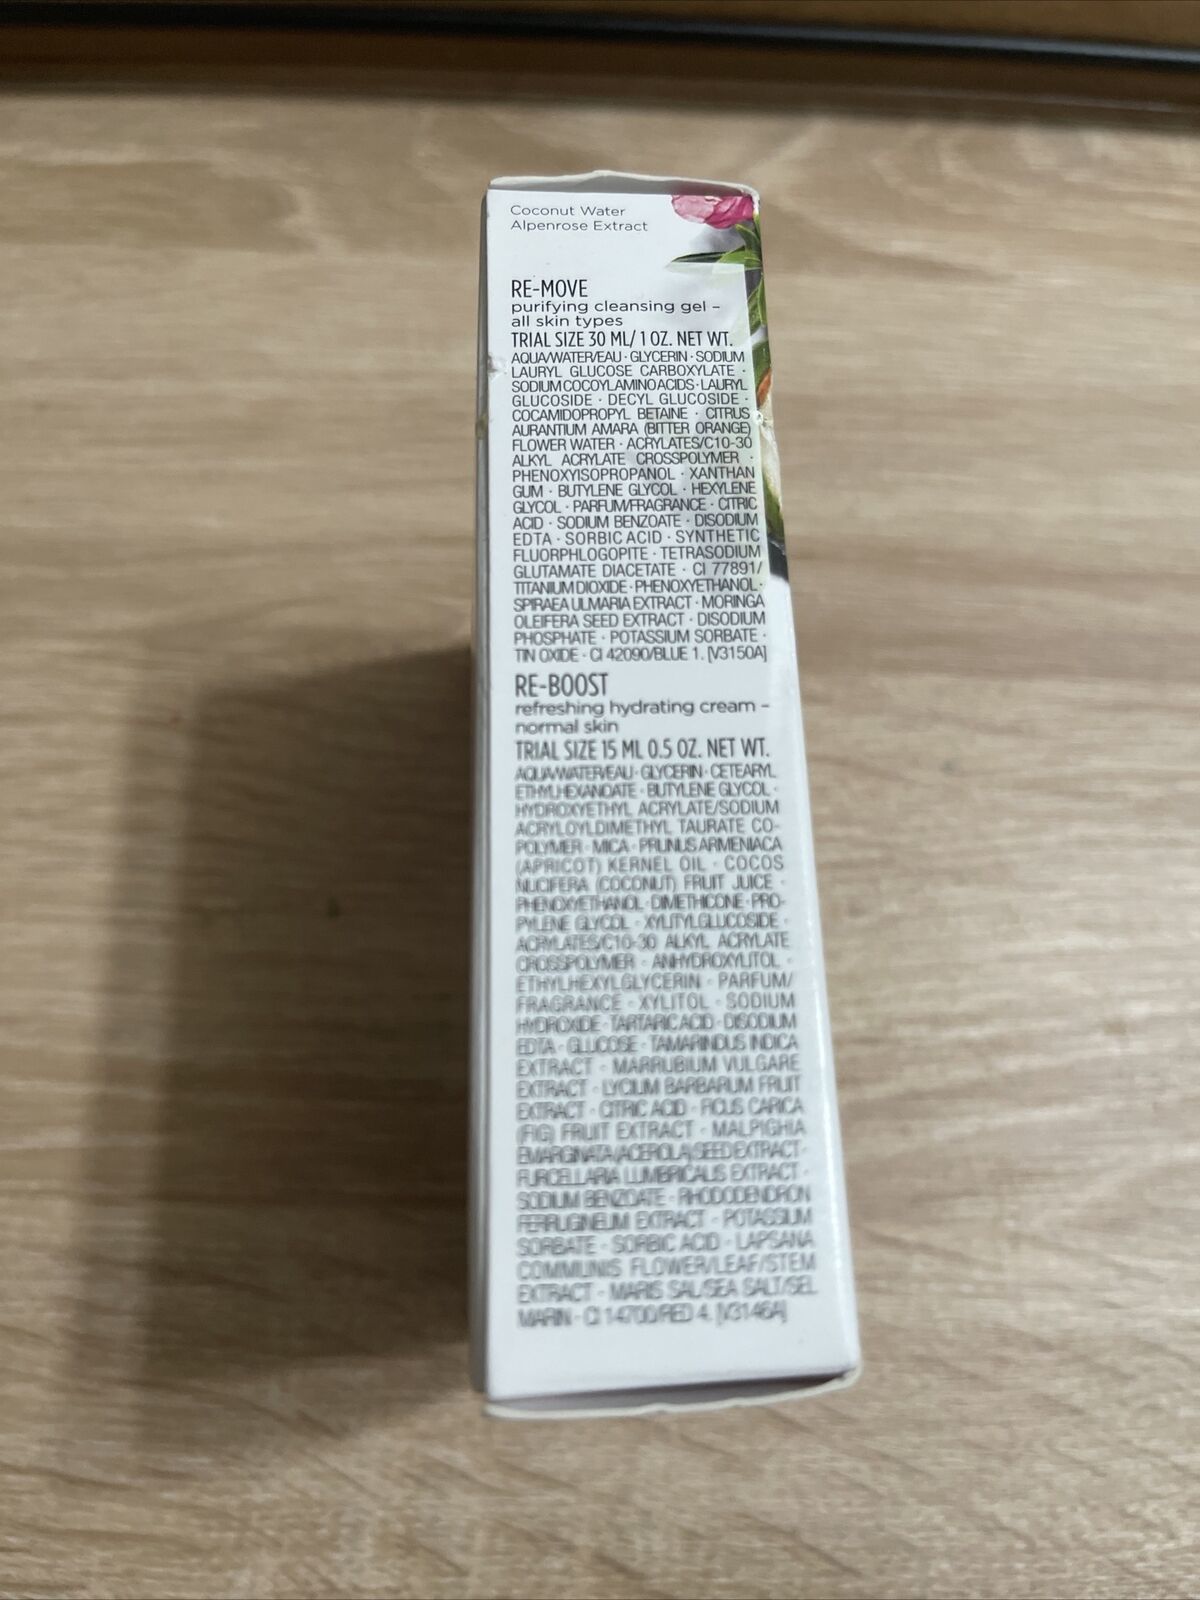 Coconut Water
Alpenrose Extract
RE-MOVE
purifying cleansing gel –
all skin types
TRIAL SIZE 30 ML/ 1 OZ. NET WT.
AQUA/WATER/EAU · GLYCERIN · SODIUM
LAURYL GLUCOSE CARBOXYLATE ·
SODIUM COCOYL AMINO ACIDS · LAURYL
GLUCOSIDE · DECYL GLUCOSIDE ·
COCAMIDOPROPYL BETAINE · CITRUS
AURANTIUM AMARA (BITTER ORANGE)
FLOWER WATER · ACRYLATES/C10-30
ALKYL ACRYLATE CROSSPOLYMER ·
PHENOXYISOPROPANOL · XANTHAN
GUM · BUTYLENE GLYCOL · HEXYLENE
GLYCOL · PARFUM/FRAGRANCE · CITRIC
ACID · SODIUM BENZOATE · DISODIUM
EDTA · SORBIC ACID · SYNTHETIC
FLUORPHLOGOPITE · TETRASODIUM
GLUTAMATE DIACETATE · CI 77891/
TITANIUM DIOXIDE · PHENOXYETHANOL ·
SPIRAEA ULMARIA EXTRACT · MORINGA
OLEIFERA SEED EXTRACT · DISODIUM
PHOSPHATE · POTASSIUM SORBATE ·
TIN OXIDE · CI 42090/BLUE 1. [V3150A]
RE-BOOST
refreshing hydrating cream –
normal skin
TRIAL SIZE 15 ML 0.5 OZ. NET WT.
AQUA/WATER/EAU · GLYCERIN · CETEARYL
ETHYLHEXANOATE · BUTYLENE GLYCOL ·
HYDROXYETHYL ACRYLATE/SODIUM
ACRYLOYLDIMETHYL TAURATE CO-
POLYMER · MICA · PRUNUS ARMENIACA
(APRICOT) KERNEL OIL · COCOS
NUCIFERA (COCONUT) FRUIT JUICE ·
PHENOXYETHANOL · DIMETHICONE · PRO-
PYLENE GLYCOL · XYLITYLGLUCOSIDE ·
ACRYLATES/C10-30 ALKYL ACRYLATE
CROSSPOLYMER · ANHYDROXYLITOL ·
ETHYLHEXYLGLYCERIN · PARFUM/
FRAGRANCE · XYLITOL · SODIUM
HYDROXIDE · TARTARIC ACID · DISODIUM
EDTA · GLUCOSE · TAMARINDUS INDICA
EXTRACT · MARRUBIUM VULGARE
EXTRACT · LYCIUM BARBARUM FRUIT
EXTRACT · CITRIC ACID · FICUS CARICA
(FIG) FRUIT EXTRACT · MALPIGHIA
EMARGINATA (ACEROLA) SEED EXTRACT ·
FURCELLARIA LUMBRICALIS EXTRACT ·
SODIUM BENZOATE · RHODODENDRON
FERRUGINEUM EXTRACT · POTASSIUM
SORBATE · SORBIC ACID · LAPSANA
COMMUNIS FLOWER/LEAF/STEM
EXTRACT · MARIS SAL/SEA SALT/SEL
MARIN · CI 14700/RED 4. [V3146A]